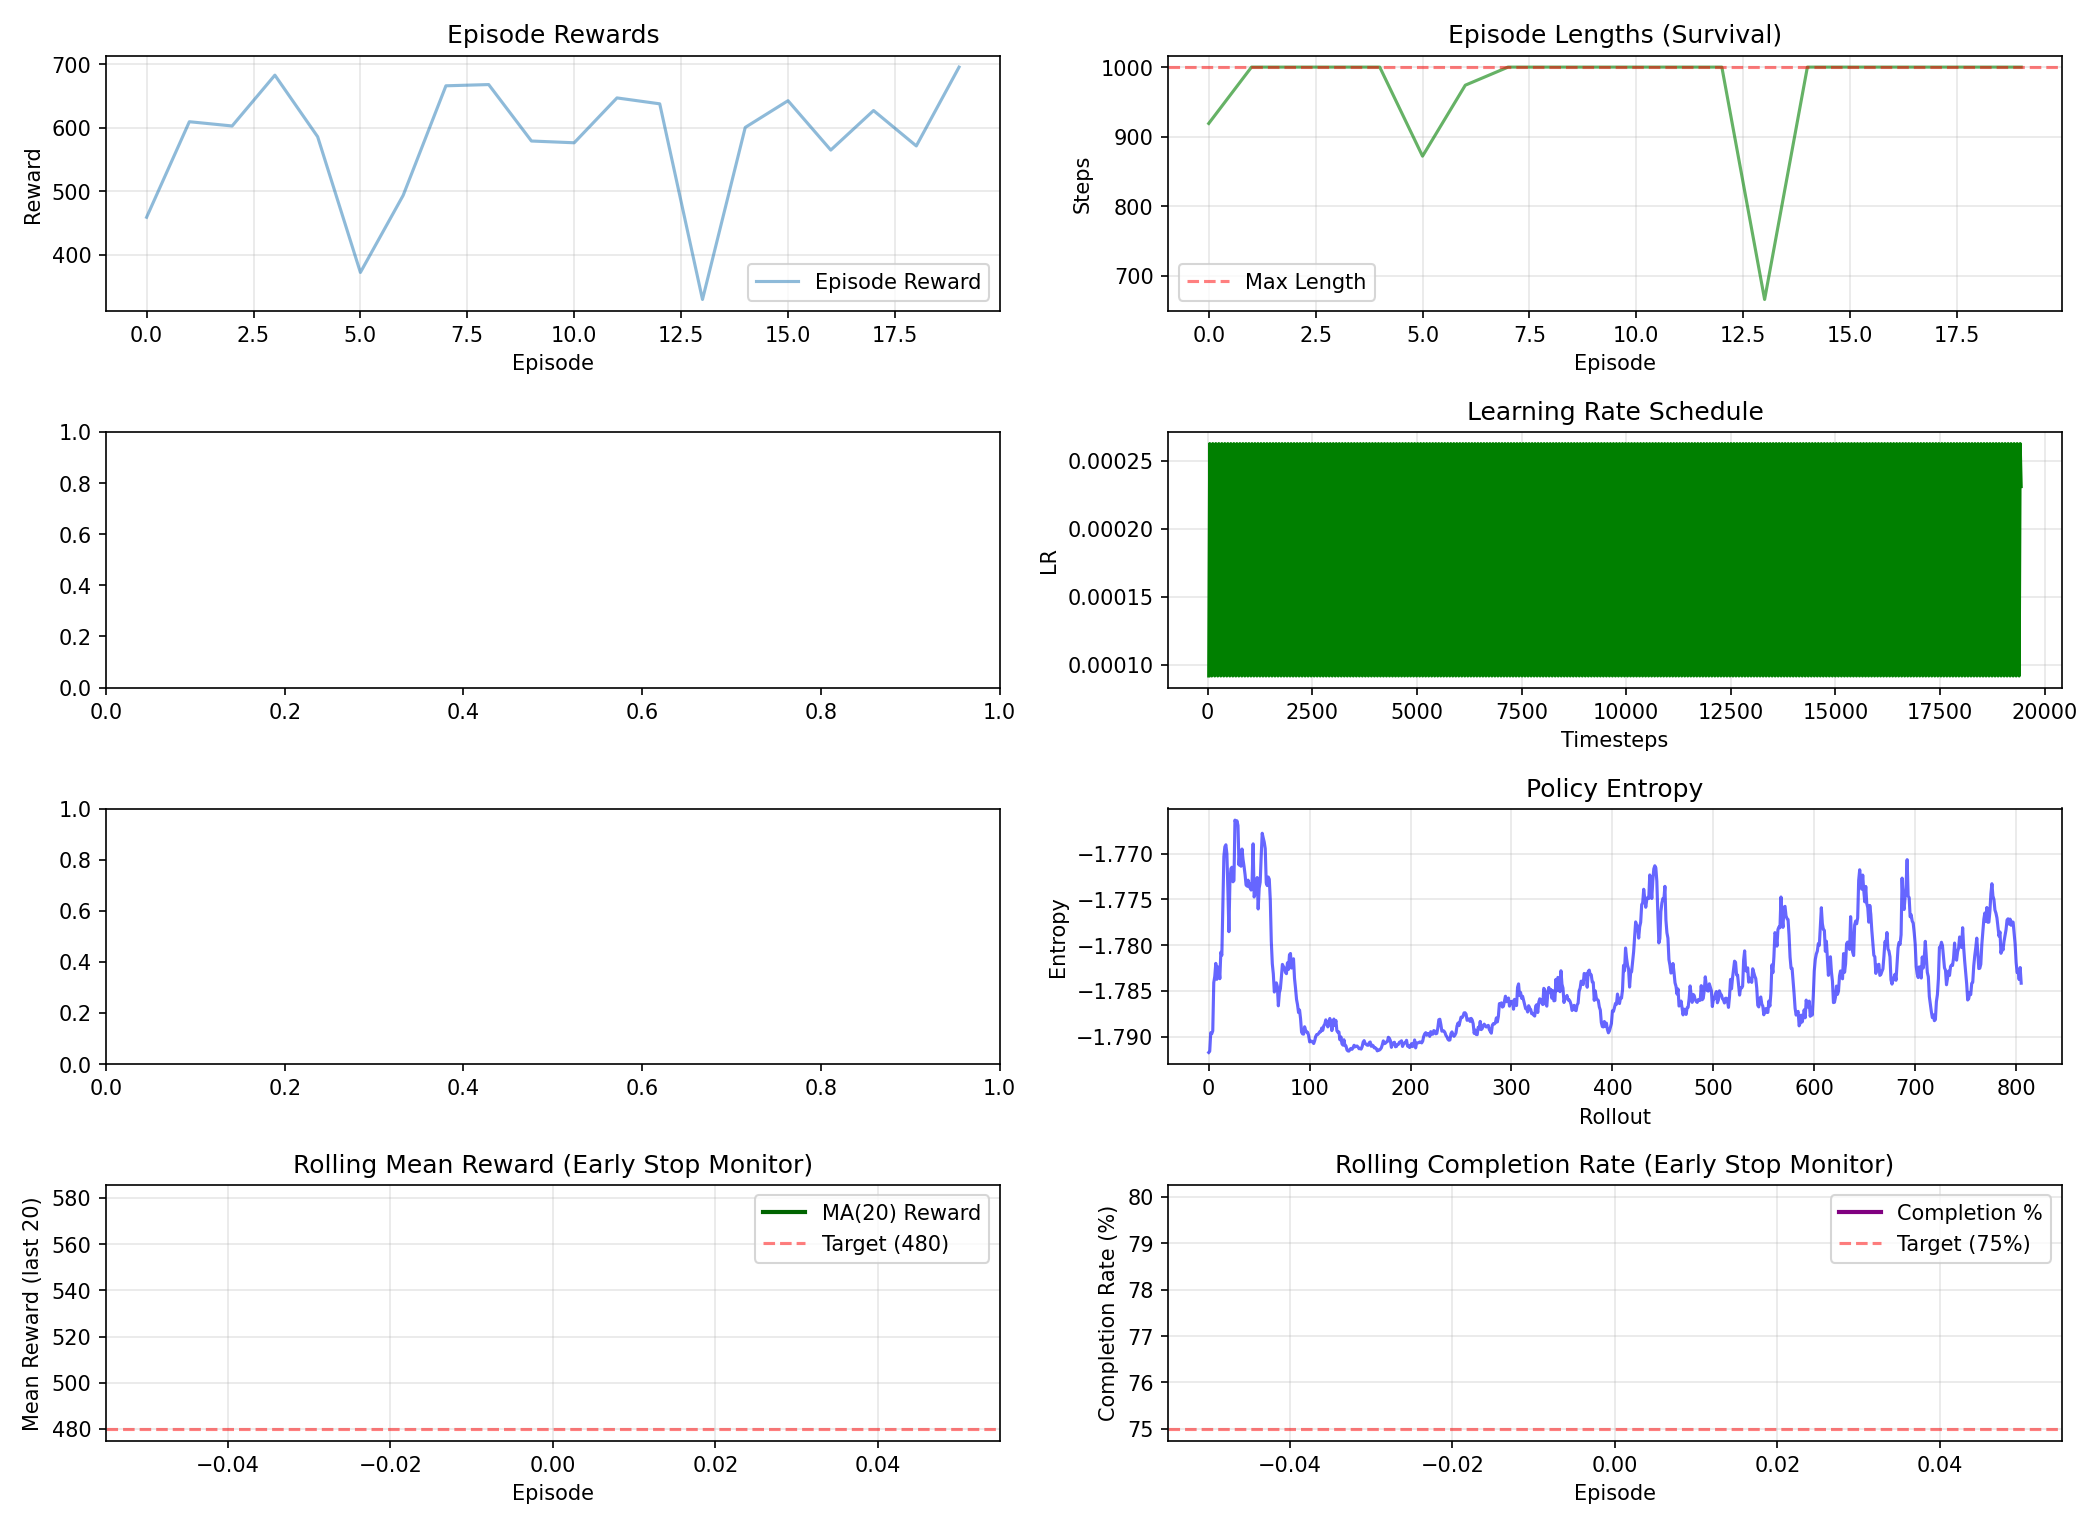 Episode Rewards
700
600
500
400
Reward
Episode Reward
0.0 2.5 5.0 7.5 10.0 12.5 15.0 17.5
Episode
Episode Lengths (Survival)
1000
900
800
700
Steps
Max Length
0.0 2.5 5.0 7.5 10.0 12.5 15.0 17.5
Episode
1.0
0.8
0.6
0.4
0.2
0.0
0.0 0.2 0.4 0.6 0.8 1.0
Learning Rate Schedule
0.00025
0.00020
0.00015
0.00010
LR
0 2500 5000 7500 10000 12500 15000 17500 20000
Timesteps
1.0
0.8
0.6
0.4
0.2
0.0
0.0 0.2 0.4 0.6 0.8 1.0
Policy Entropy
−1.770
−1.775
−1.780
−1.785
−1.790
Entropy
0 100 200 300 400 500 600 700 800
Rollout
Rolling Mean Reward (Early Stop Monitor)
580
560
540
520
500
480
Mean Reward (last 20)
MA(20) Reward
Target (480)
−0.04 −0.02 0.00 0.02 0.04
Episode
Rolling Completion Rate (Early Stop Monitor)
80
79
78
77
76
75
Completion Rate (%)
Completion %
Target (75%)
−0.04 −0.02 0.00 0.02 0.04
Episode